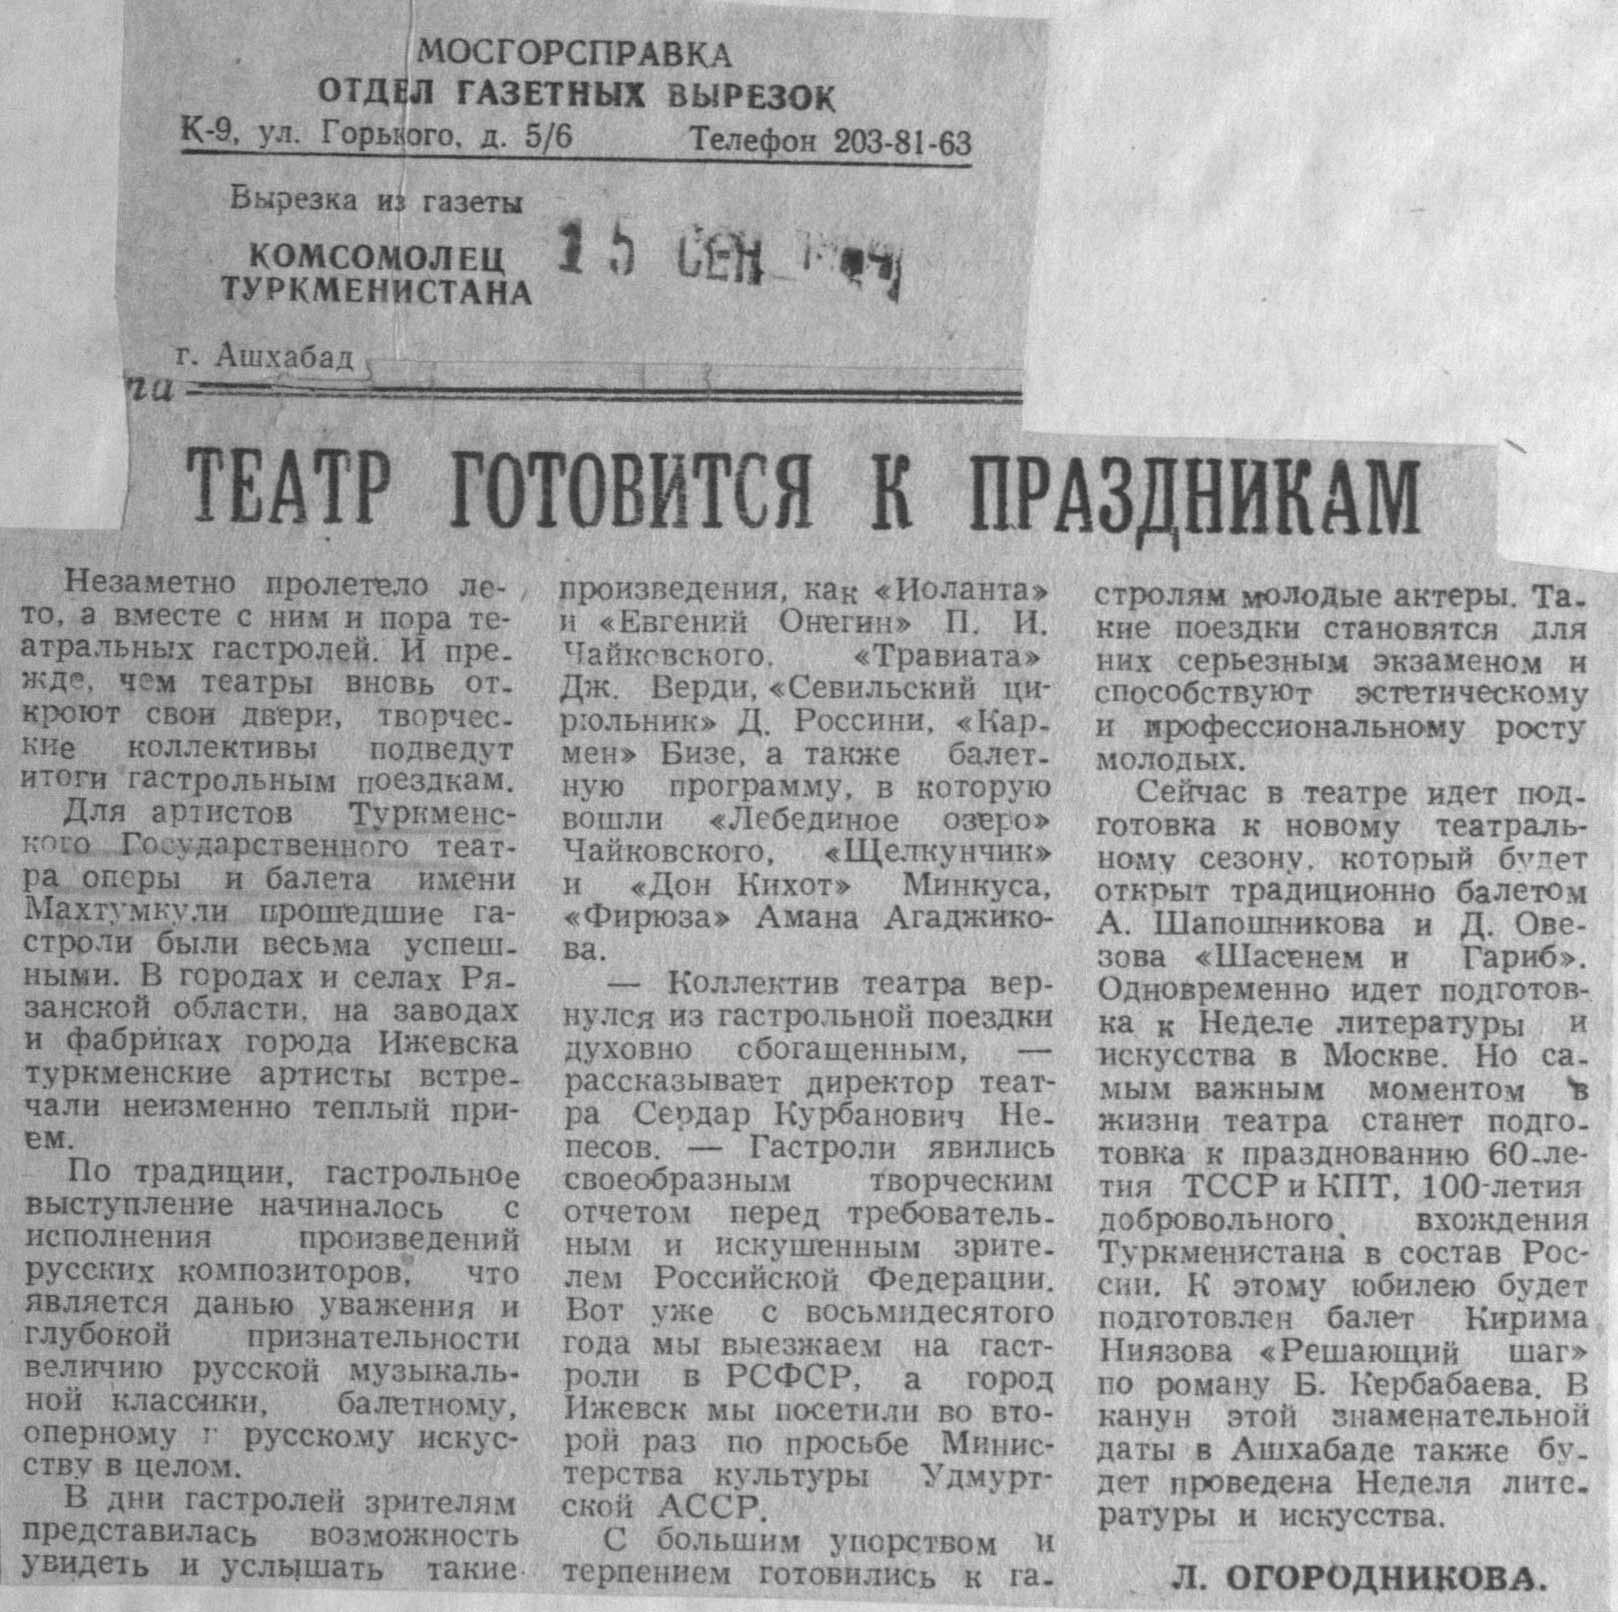 МОСГОРСПРАВКА
ОТДЕЛ ГАЗЕТНЫХ ВЫРЕЗОК
К-9, ул. Горького, д. 5/6 Телефон 203-81-63
Вырезка из газеты
КОМСОМОЛЕЦ
ТУРКМЕНИСТАНА
15 СЕН
г. Ашхабад
ТЕАТР ГОТОВИТСЯ К ПРАЗДНИКАМ
Незаметно пролетело ле-
то, а вместе с ним и пора те-
атральных гастролей. И пре-
жде, чем театры вновь от-
кроют свои двери, творчес-
кие коллективы подведут
итоги гастрольным поездкам.
Для артистов Туркменс-
кого Государственного теат-
ра оперы и балета имени
Махтумкули прошедшие га-
строли были весьма успеш-
ными. В городах и селах Ря-
занской области, на заводах
и фабриках города Ижевска
туркменские артисты встре-
чали неизменно теплый при-
ем.
По традиции, гастрольное
выступление начиналось с
исполнения произведений
русских композиторов, что
является данью уважения и
глубокой признательности
величию русской музыкаль-
ной классики, балетному,
оперному и русскому искус-
ству в целом.
В дни гастролей зрителям
представилась возможность
увидеть и услышать такие
произведения, как «Иоланта»
и «Евгений Онегин» П. И.
Чайковского, «Травиата»
Дж. Верди, «Севильский ци-
рюльник» Д. Россини, «Кар-
мен» Бизе, а также балет-
ную программу, в которую
вошли «Лебединое озеро»
Чайковского, «Щелкунчик»
и «Дон Кихот» Минкуса,
«Фирюза» Амана Агаджико-
ва.
— Коллектив театра вер-
нулся из гастрольной поездки
духовно сбогащенным, —
рассказывает директор теат-
ра Сердар Курбанович Не-
песов. — Гастроли явились
своеобразным творческим
отчетом перед требователь-
ным и искушенным зрите-
лем Российской Федерации.
Вот уже с восьмидесятого
года мы выезжаем на гаст-
роли в РСФСР, а город
Ижевск мы посетили во вто-
рой раз по просьбе Минис-
терства культуры Удмурт-
ской АССР.
С большим упорством и
терпением готовились к га-
стролям молодые актеры. Та-
кие поездки становятся для
них серьезным экзаменом и
способствуют эстетическому
и профессиональному росту
молодых.
Сейчас в театре идет под-
готовка к новому театраль-
ному сезону, который будет
открыт традиционно балетом
А. Шапошникова и Д. Ове-
зова «Шасенем и Гариб».
Одновременно идет подготов-
ка к Неделе литературы и
искусства в Москве. Но са-
мым важным моментом в
жизни театра станет подго-
товка к празднованию 60-ле-
тия ТССР и КПТ, 100-летия
добровольного вхождения
Туркменистана в состав Рос-
сии. К этому юбилею будет
подготовлен балет Кирима
Ниязова «Решающий шаг»
по роману Б. Кербабаева. В
канун этой знаменательной
даты в Ашхабаде также бу-
дет проведена Неделя лите-
ратуры и искусства.
Л. ОГОРОДНИКОВА.